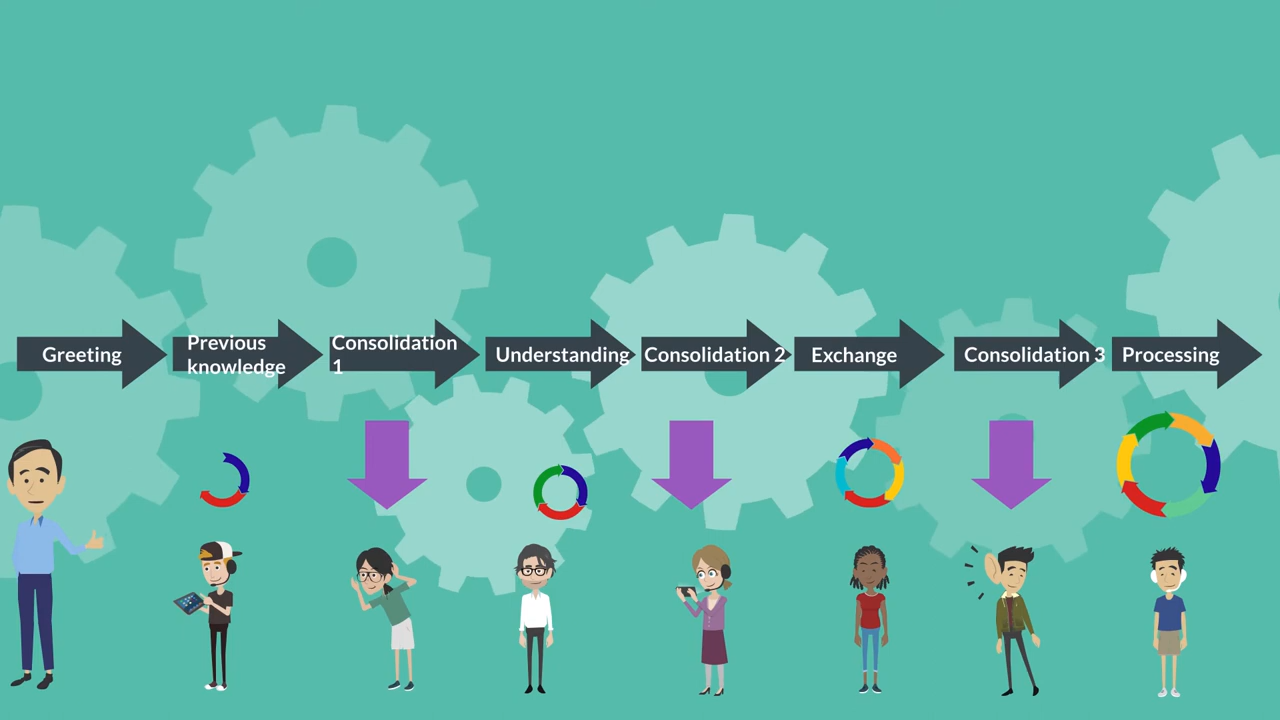 Greeting
Previous
knowledge
Consolidation
1
Understanding
Consolidation 2
Exchange
Consolidation 3
Processing